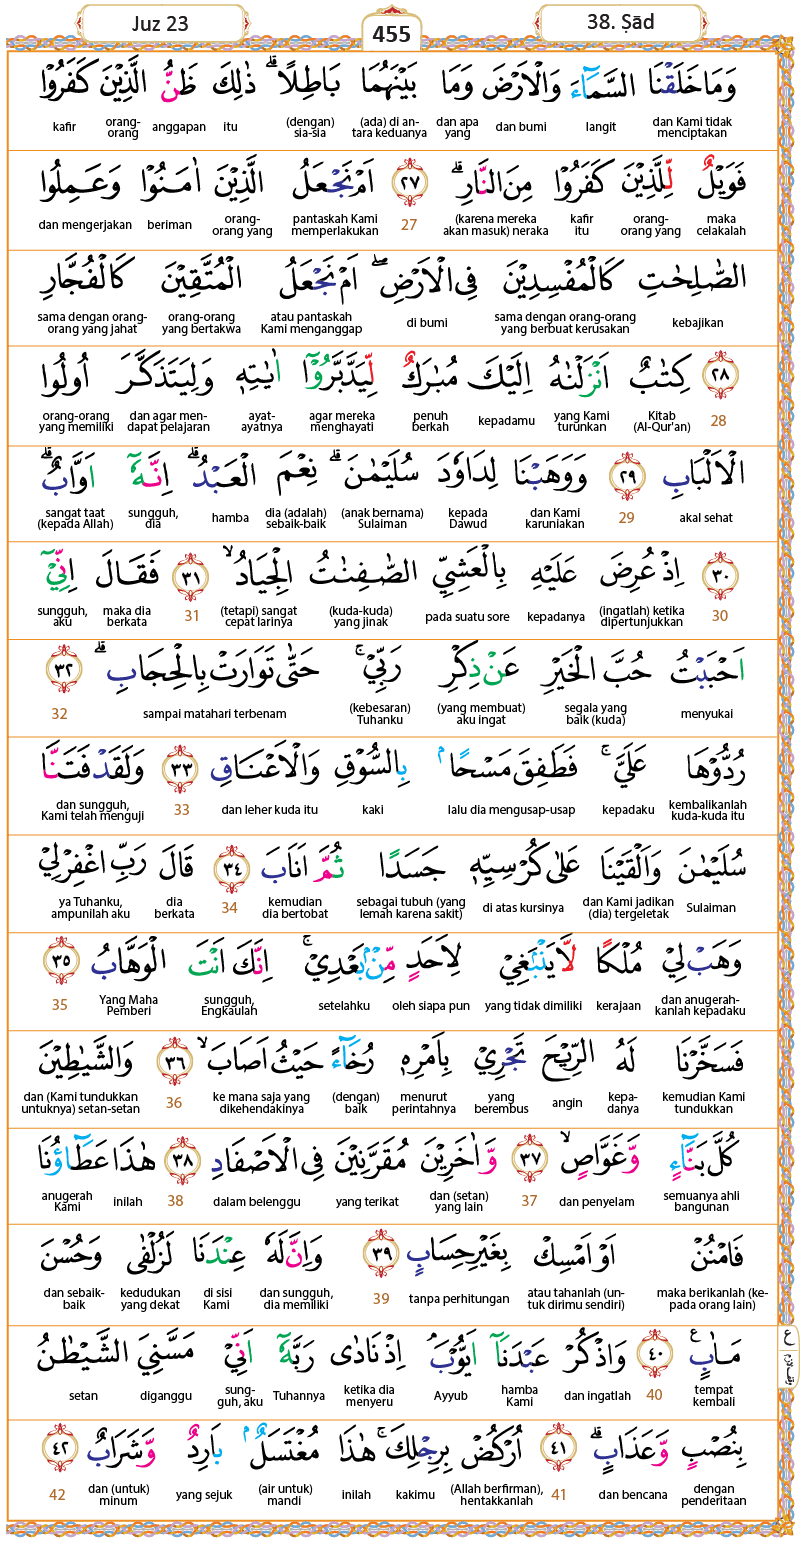 Juz 23
455
38. Ṣād
وَمَا خَلَقْنَا السَّمَاۤءَ وَالْاَرْضَ وَمَا بَيْنَهُمَا بَاطِلًا ۗ ذٰلِكَ ظَنُّ الَّذِيْنَ كَفَرُوْا
dan Kami tidak menciptakan langit dan bumi dan apa yang (ada) di an- tara keduanya (dengan) sia-sia itu anggapan orang- orang kafir
فَوَيْلٌ لِّلَّذِيْنَ كَفَرُوْا مِنَ النَّارِۗ ٢٧ اَمْ نَجْعَلُ الَّذِيْنَ اٰمَنُوْا وَعَمِلُوا
maka celakalah orang- orang yang kafir itu (karena mereka akan masuk) neraka 27 pantaskah Kami memperlakukan orang- orang yang beriman dan mengerjakan
الصّٰلِحٰتِ كَالْمُفْسِدِيْنَ فِى الْاَرْضِۖ اَمْ نَجْعَلُ الْمُتَّقِيْنَ كَالْفُجَّارِ
kebajikan sama dengan orang-orang yang berbuat kerusakan di bumi atau pantaskah Kami menganggap orang-orang yang bertakwa sama dengan orang- orang yang jahat
٢٨ كِتٰبٌ اَنْزَلْنٰهُ اِلَيْكَ مُبٰرَكٌ لِّيَدَّبَّرُوْٓا اٰيٰتِهٖ وَلِيَتَذَكَّرَ اُولُوا
28 Kitab (Al-Qur'an) yang Kami turunkan kepadamu penuh berkah agar mereka menghayati ayat- ayatnya dan agar men- dapat pelajaran orang-orang yang memiliki
الْاَلْبَابِ ٢٩ وَوَهَبْنَا لِدَاوٗدَ سُلَيْمٰنَۗ نِعْمَ الْعَبْدُۗ اِنَّهٗٓ اَوَّابٌۗ
akal sehat 29 dan Kami karuniakan kepada Dawud (anak bernama) Sulaiman dia (adalah) sebaik-baik hamba sungguh, dia sangat taat (kepada Allah)
٣٠ اِذْ عُرِضَ عَلَيْهِ بِالْعَشِيِّ الصّٰفِنٰتُ الْجِيَادُۙ ٣١ فَقَالَ اِنِّيْٓ
30 (ingatlah) ketika dipertunjukkan kepadanya pada suatu sore (kuda-kuda) yang jinak (tetapi) sangat cepat larinya 31 maka dia berkata sungguh, aku
اَحْبَبْتُ حُبَّ الْخَيْرِ عَنْ ذِكْرِ رَبِّيْۚ حَتّٰى تَوَارَتْ بِالْحِجَابِۗ ٣٢
menyukai segala yang baik (kuda) (yang membuat) aku ingat (kebesaran) Tuhanku sampai matahari terbenam 32
رُدُّوْهَا عَلَيَّۚ فَطَفِقَ مَسْحًاۢ بِالسُّوْقِ وَالْاَعْنَاقِ ٣٣ وَلَقَدْ فَتَنَّا
kembalikanlah kuda-kuda itu kepadaku lalu dia mengusap-usap kaki dan leher kuda itu 33 dan sungguh, Kami telah menguji
سُلَيْمٰنَ وَاَلْقَيْنَا عَلٰى كُرْسِيِّهٖ جَسَدًا ثُمَّ اَنَابَ ٣٤ قَالَ رَبِّ اغْفِرْ لِيْ
Sulaiman dan Kami jadikan (dia) tergeletak di atas kursinya sebagai tubuh (yang lemah karena sakit) kemudian dia bertobat 34 dia berkata ya Tuhanku, ampunilah aku
وَهَبْ لِيْ مُلْكًا لَّا يَنْۢبَغِيْ لِاَحَدٍ مِّنْۢ بَعْدِيْۚ اِنَّكَ اَنْتَ الْوَهَّابُ ٣٥
dan anugerah- kanlah kepadaku kerajaan yang tidak dimiliki oleh siapa pun setelahku sungguh, Engkaulah Yang Maha Pemberi 35
فَسَخَّرْنَا لَهُ الرِّيْحَ تَجْرِيْ بِاَمْرِهٖ رُخَاۤءً حَيْثُ اَصَابَۙ ٣٦ وَالشَّيٰطِيْنَ
kemudian Kami tundukkan kepa- danya angin yang berembus menurut perintahnya (dengan) baik ke mana saja yang dikehendakinya 36 dan (Kami tundukkan untuknya) setan-setan
كُلَّ بَنَّاۤءٍ وَّغَوَّاصٍۙ ٣٧ وَّاٰخَرِيْنَ مُقَرَّنِيْنَ فِى الْاَصْفَادِ ٣٨ هٰذَا عَطَاۤؤُنَا
semuanya ahli bangunan dan penyelam 37 dan (setan) yang lain yang terikat dalam belenggu 38 inilah anugerah Kami
فَامْنُنْ اَوْ اَمْسِكْ بِغَيْرِ حِسَابٍ ٣٩ وَاِنَّ لَهٗ عِنْدَنَا لَزُلْفٰى وَحُسْنَ
maka berikanlah (ke- pada orang lain) atau tahanlah (un- tuk dirimu sendiri) tanpa perhitungan 39 dan sungguh, dia memiliki di sisi Kami kedudukan yang dekat dan sebaik- baik
مَاٰبٍ ࣖ ٤٠ وَاذْكُرْ عَبْدَنَآ اَيُّوْبَۘ اِذْ نَادٰى رَبَّهٗٓ اَنِّيْ مَسَّنِيَ الشَّيْطٰنُ
tempat kembali 40 dan ingatlah hamba Kami Ayyub ketika dia menyeru Tuhannya sung- guh, aku diganggu setan
ع
وقف لازم
بِنُصْبٍ وَّعَذَابٍۗ ٤١ اُرْكُضْ بِرِجْلِكَۚ هٰذَا مُغْتَسَلٌۢ بَارِدٌ وَّشَرَابٌ ٤٢
dengan penderitaan dan bencana 41 (Allah berfirman), hentakkanlah kakimu inilah (air untuk) mandi yang sejuk dan (untuk) minum 42